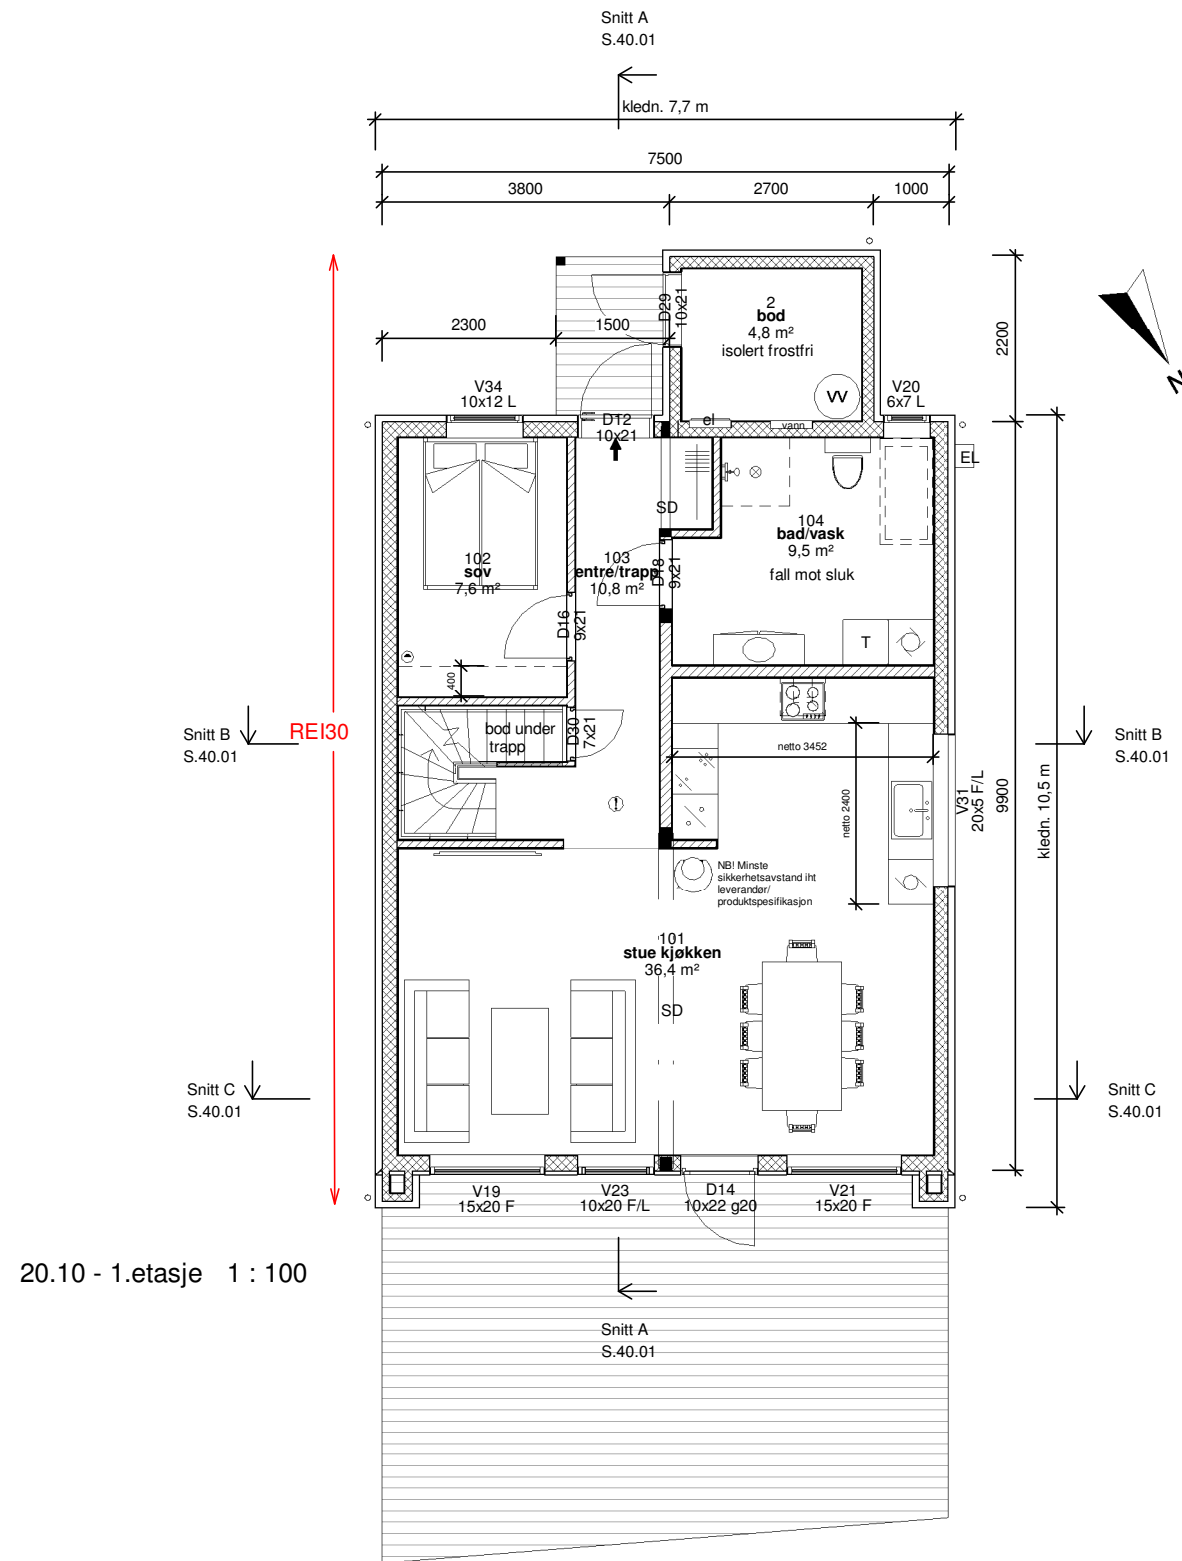 Snitt A
S.40.01
kledn. 7,7 m
7500
3800
2700
1000
2300
1500
D29
10x21
2
bod
4,8 m²
isolert frostfri
VV
2200
N
V34
10x12 L
D12
10x21
el
vann
V20
6x7 L
EL
SD
102
sov
7,6 m²
103
entre/trapp
10,8 m²
D18
9x21
104
bad/vask
9,5 m²
fall mot sluk
D16
9x21
T
400
REI30
Snitt B
S.40.01
bod under
trapp
D30
7x21
netto 3452
netto 2400
V31
20x5 F/L
9900
kledn. 10,5 m
Snitt B
S.40.01
NB! Minste
sikkerhetsavstand iht
leverandør/
produktspesifikasjon
101
stue kjøkken
36,4 m²
SD
Snitt C
S.40.01
Snitt C
S.40.01
V19
15x20 F
V23
10x20 F/L
D14
10x22 g20
V21
15x20 F
20.10 - 1.etasje 1 : 100
Snitt A
S.40.01